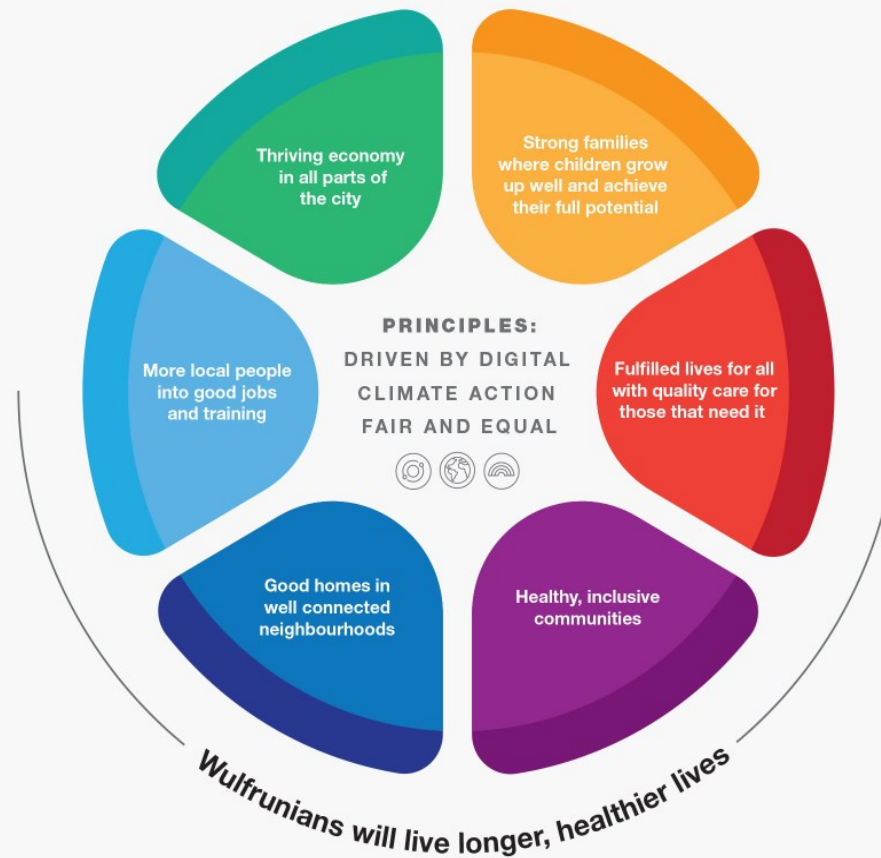 Thriving economy
in all parts of
the city
Strong families
where children grow
up well and achieve
their full potential
More local people
into good jobs
and training
PRINCIPLES:
DRIVEN BY DIGITAL
CLIMATE ACTION
FAIR AND EQUAL
Fulfilled lives for all
with quality care for
those that need it
Good homes in
well connected
neighbourhoods
Healthy, inclusive
communities
Wulfrunians will live longer, healthier lives